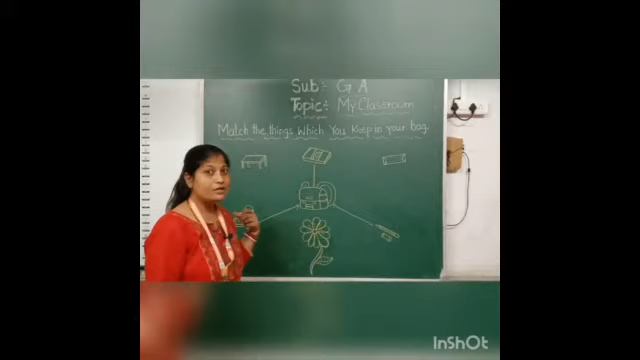 Sub:- G A
Topic:- My Classroom
Match the things which You Keep in your bag.
InShOt